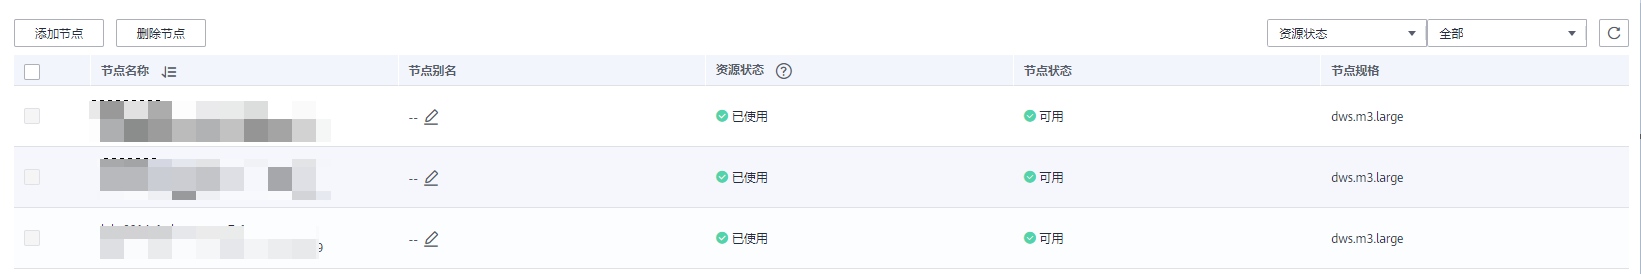 添加节点 删除节点 资源状态 全部
节点名称 节点别名 资源状态 ? 节点状态 节点规格
-- 已使用 可用 dws.m3.large
-- 已使用 可用 dws.m3.large
9 -- 已使用 可用 dws.m3.large